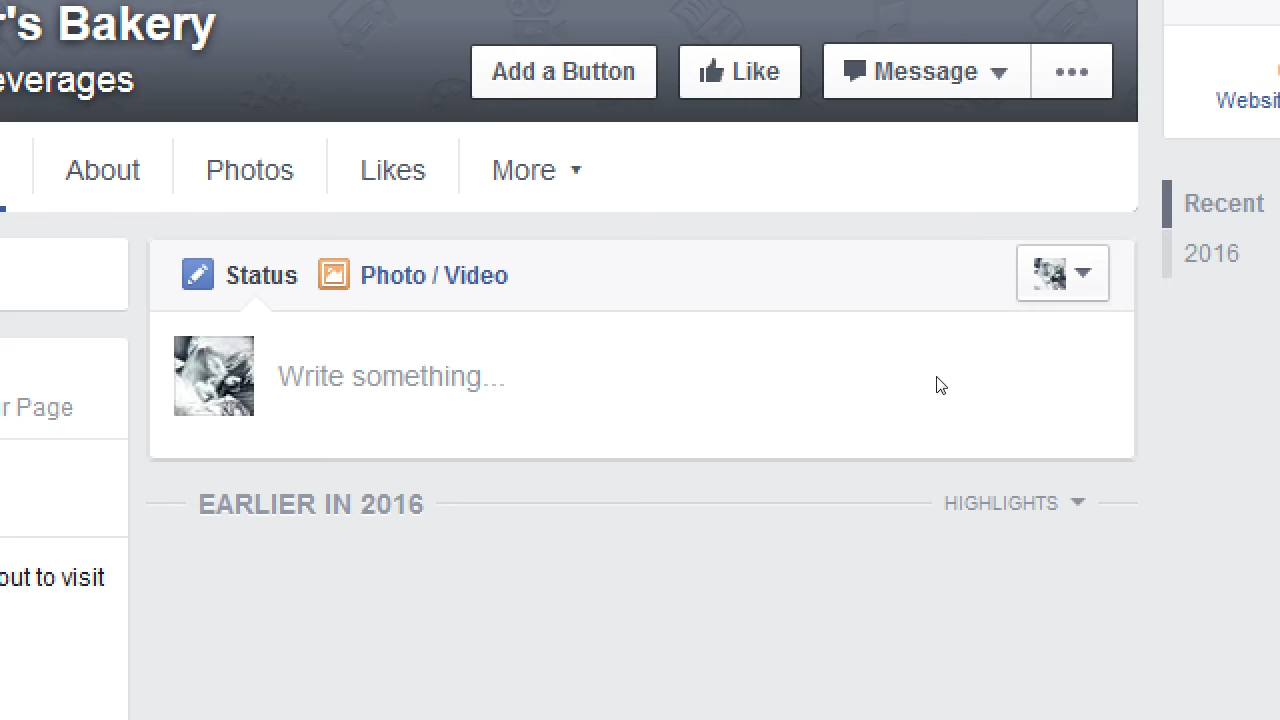 r's Bakery
everages
Add a Button
Like
Message
About
Photos
Likes
More
Status
Photo / Video
Write something...
r Page
EARLIER IN 2016
HIGHLIGHTS
out to visit
Websit
Recent
2016